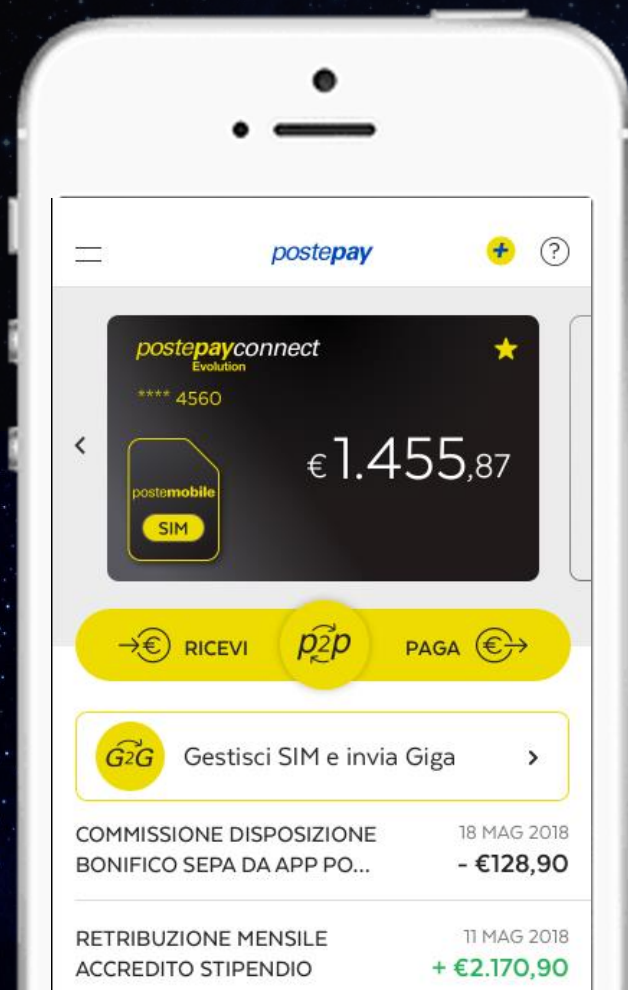 postepay
+
?
postepayconnect
Evolution
**** 4560
€1.455,87
postemobile
SIM
RICEVI
p2p
PAGA
G2G
Gestisci SIM e invia Giga
COMMISSIONE DISPOSIZIONE
18 MAG 2018
BONIFICO SEPA DA APP PO...
- €128,90
RETRIBUZIONE MENSILE
11 MAG 2018
ACCREDITO STIPENDIO
+ €2.170,90